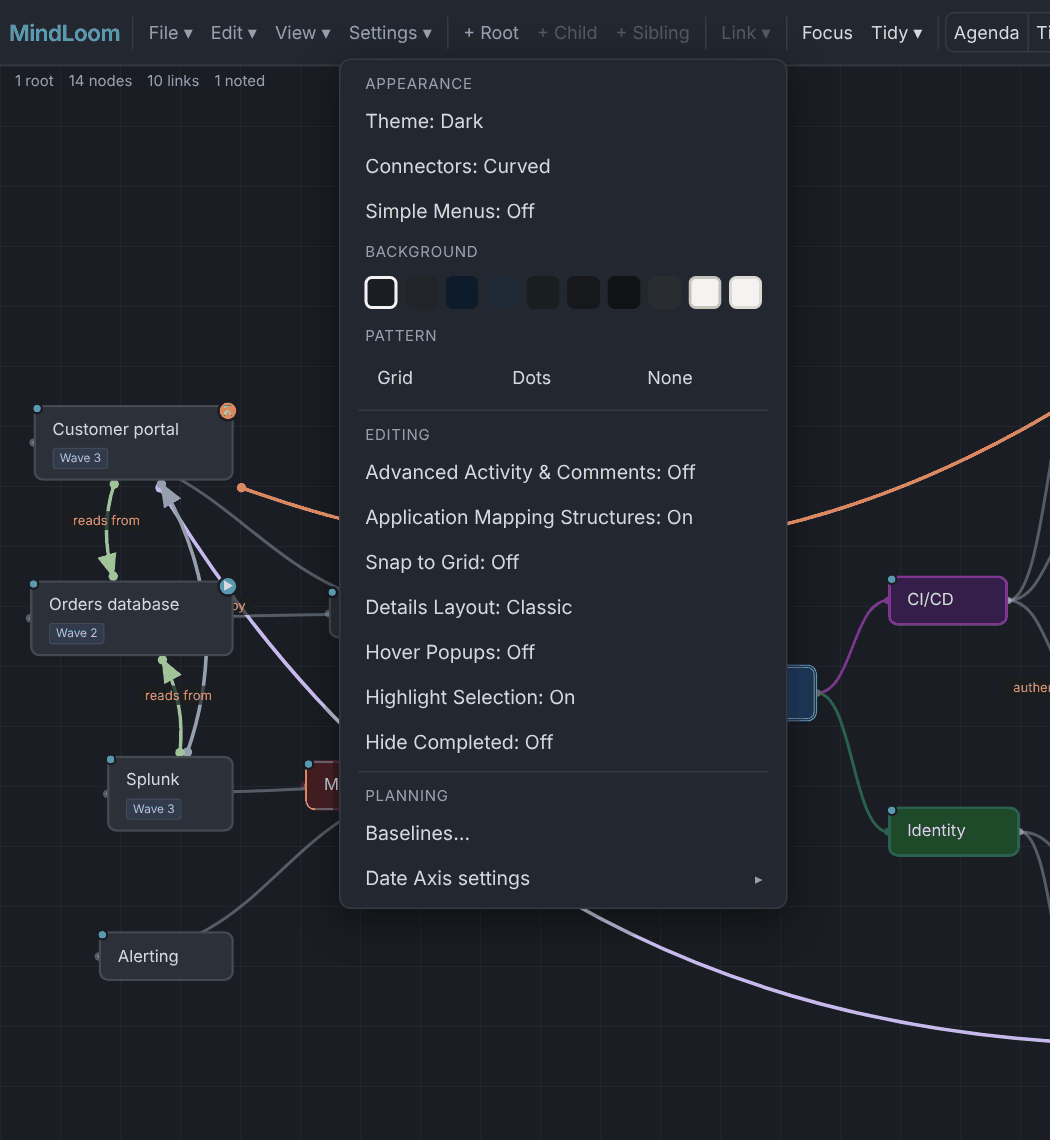 MindLoom File ▾ Edit ▾ View ▾ Settings ▾ + Root + Child + Sibling Link ▾ Focus Tidy ▾ Agenda
1 root 14 nodes 10 links 1 noted
APPEARANCE
Theme: Dark
Connectors: Curved
Simple Menus: Off
BACKGROUND
PATTERN
Grid Dots None
EDITING
Advanced Activity & Comments: Off
Application Mapping Structures: On
Snap to Grid: Off
Details Layout: Classic
Hover Popups: Off
Highlight Selection: On
Hide Completed: Off
PLANNING
Baselines...
Date Axis settings ▸
Customer portal
Wave 3
reads from
Orders database
Wave 2
by
reads from
Splunk
Wave 3
M
Alerting
CI/CD
authen
Identity